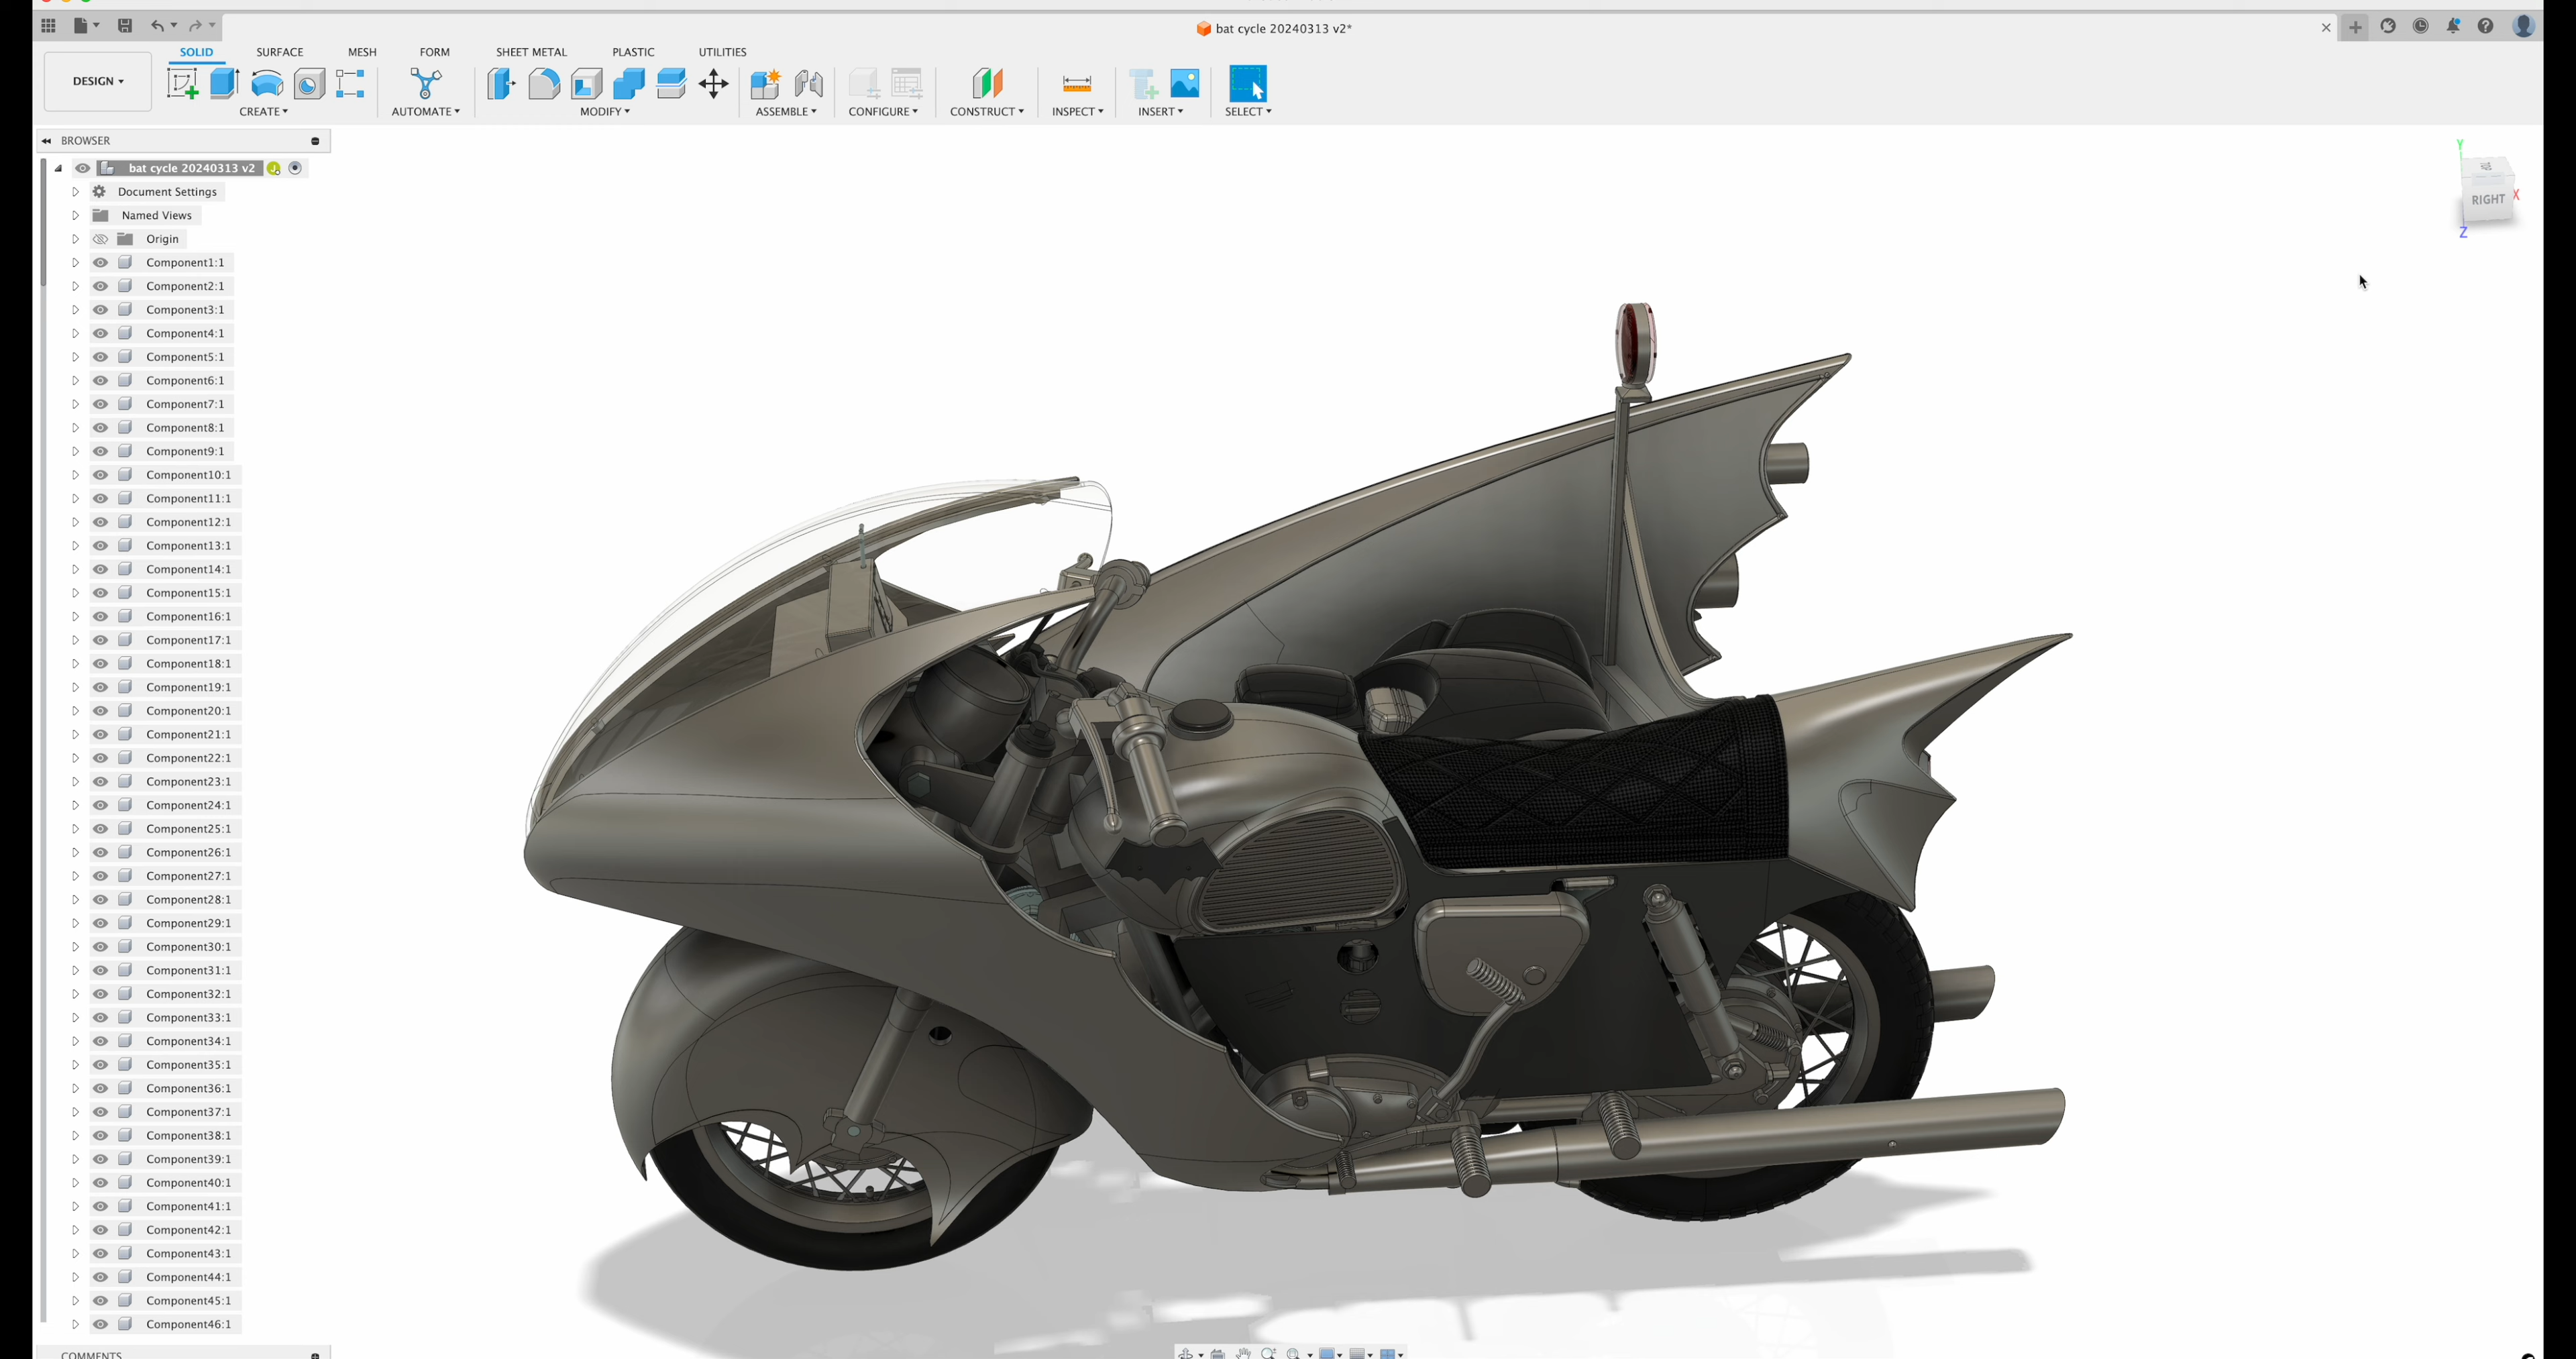 bat cycle 20240313 v2*
SOLID SURFACE MESH FORM SHEET METAL PLASTIC UTILITIES
DESIGN
CREATE AUTOMATE MODIFY ASSEMBLE CONFIGURE CONSTRUCT INSPECT INSERT SELECT
BROWSER
bat cycle 20240313 v2
Document Settings
Named Views
Origin
Component1:1
Component2:1
Component3:1
Component4:1
Component5:1
Component6:1
Component7:1
Component8:1
Component9:1
Component10:1
Component11:1
Component12:1
Component13:1
Component14:1
Component15:1
Component16:1
Component17:1
Component18:1
Component19:1
Component20:1
Component21:1
Component22:1
Component23:1
Component24:1
Component25:1
Component26:1
Component27:1
Component28:1
Component29:1
Component30:1
Component31:1
Component32:1
Component33:1
Component34:1
Component35:1
Component36:1
Component37:1
Component38:1
Component39:1
Component40:1
Component41:1
Component42:1
Component43:1
Component44:1
Component45:1
Component46:1
COMMENTS
Y
RIGHT X
Z